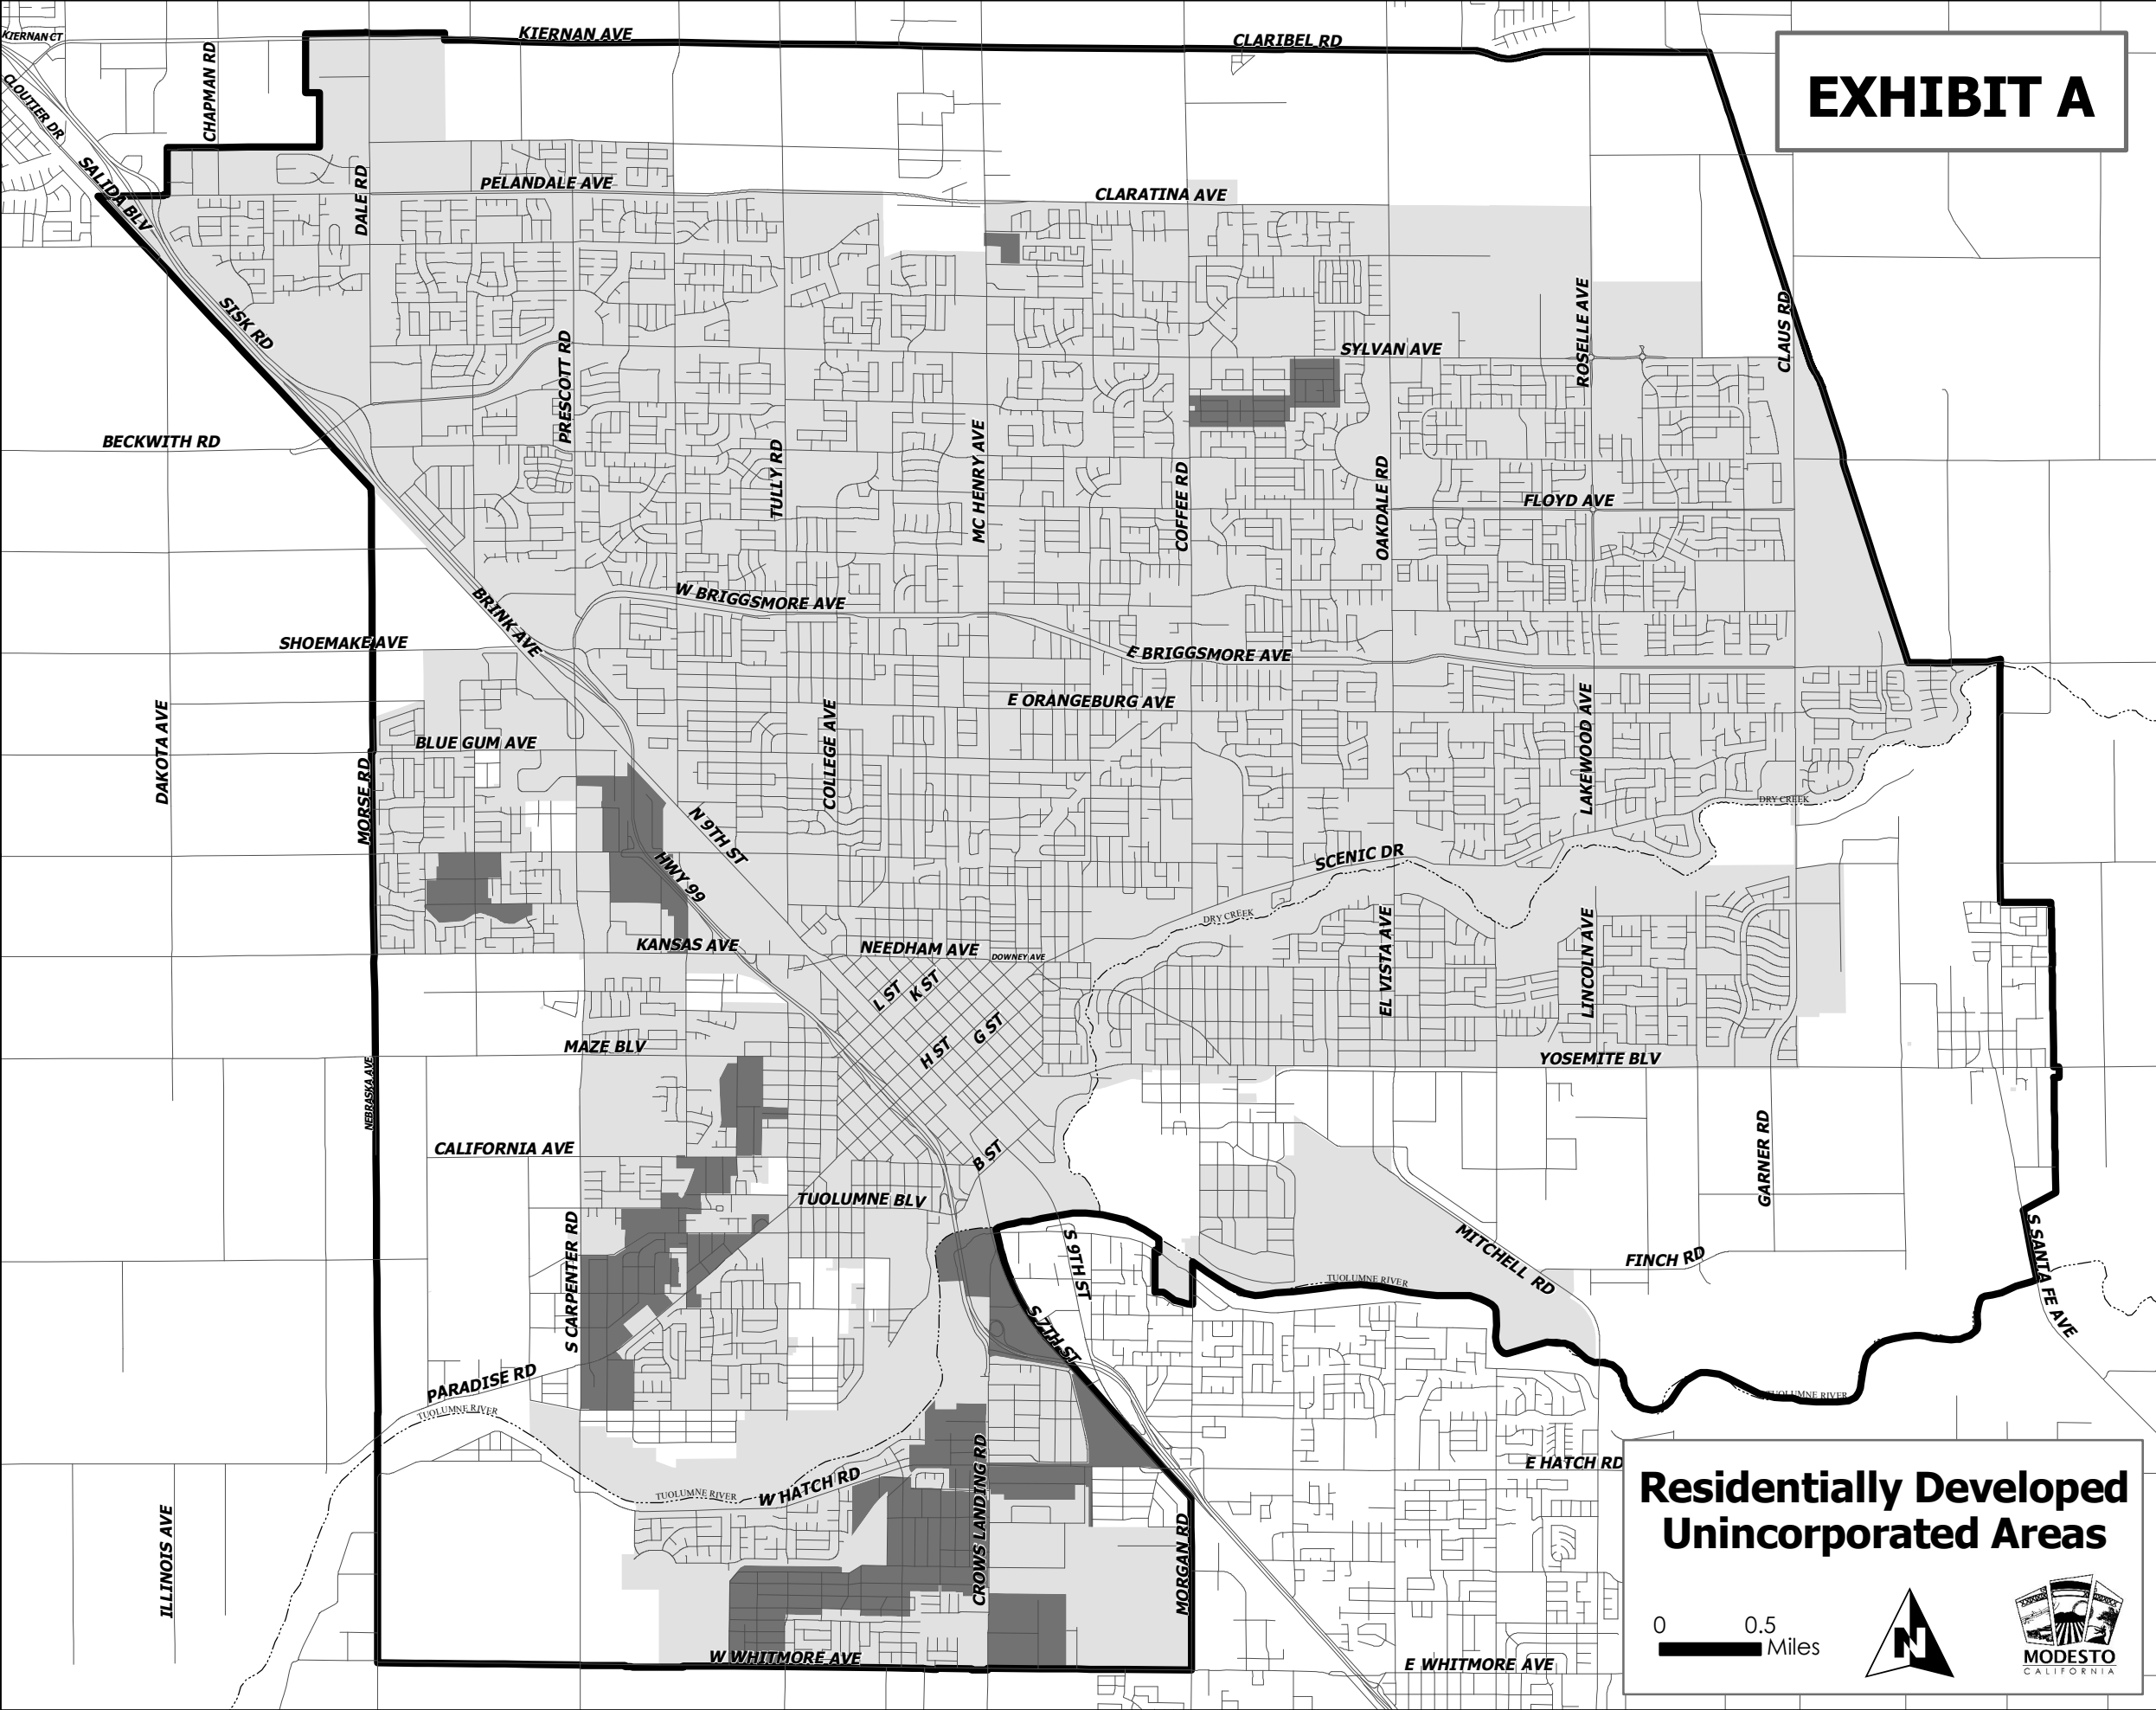 KIERNAN CT
KIERNAN AVE
CLARIBEL RD
CHAPMAN RD
CLOUTIER DR
EXHIBIT A
SALIDA BLV
DALE RD
PELANDALE AVE
CLARATINA AVE
SISK RD
PRESCOTT RD
SYLVAN AVE
ROSELLE AVE
CLAUS RD
BECKWITH RD
TULLY RD
MC HENRY AVE
COFFEE RD
OAKDALE RD
FLOYD AVE
BRINK AVE
W BRIGGSMORE AVE
SHOEMAKE AVE
E BRIGGSMORE AVE
E ORANGEBURG AVE
DAKOTA AVE
BLUE GUM AVE
MORSE RD
COLLEGE AVE
LAKEWOOD AVE
DRY CREEK
N 9TH ST
HWY 99
SCENIC DR
DRY CREEK
KANSAS AVE
NEEDHAM AVE
DOWNEY AVE
EL VISTA AVE
LINCOLN AVE
L ST
K ST
H ST
G ST
MAZE BLV
YOSEMITE BLV
NEBRASKA AVE
CALIFORNIA AVE
B ST
GARNER RD
TUOLUMNE BLV
S CARPENTER RD
S 9TH ST
MITCHELL RD
FINCH RD
S SANTA FE AVE
TUOLUMNE RIVER
S 7TH ST
PARADISE RD
TUOLUMNE RIVER
TUOLUMNE RIVER
W HATCH RD
TUOLUMNE RIVER
CROWS LANDING RD
E HATCH RD
ILLINOIS AVE
MORGAN RD
W WHITMORE AVE
E WHITMORE AVE
Residentially Developed
Unincorporated Areas
0 0.5
Miles
N
MODESTO
CALIFORNIA